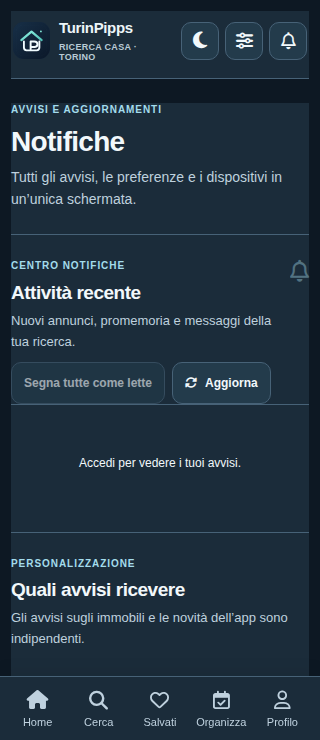 TurinPipps
RICERCA CASA ·
TORINO
AVVISI E AGGIORNAMENTI
Notifiche
Tutti gli avvisi, le preferenze e i dispositivi in
un’unica schermata.
CENTRO NOTIFICHE
Attività recente
Nuovi annunci, promemoria e messaggi della
tua ricerca.
Segna tutte come lette Aggiorna
Accedi per vedere i tuoi avvisi.
PERSONALIZZAZIONE
Quali avvisi ricevere
Gli avvisi sugli immobili e le novità dell’app sono
indipendenti.
Home Cerca Salvati Organizza Profilo